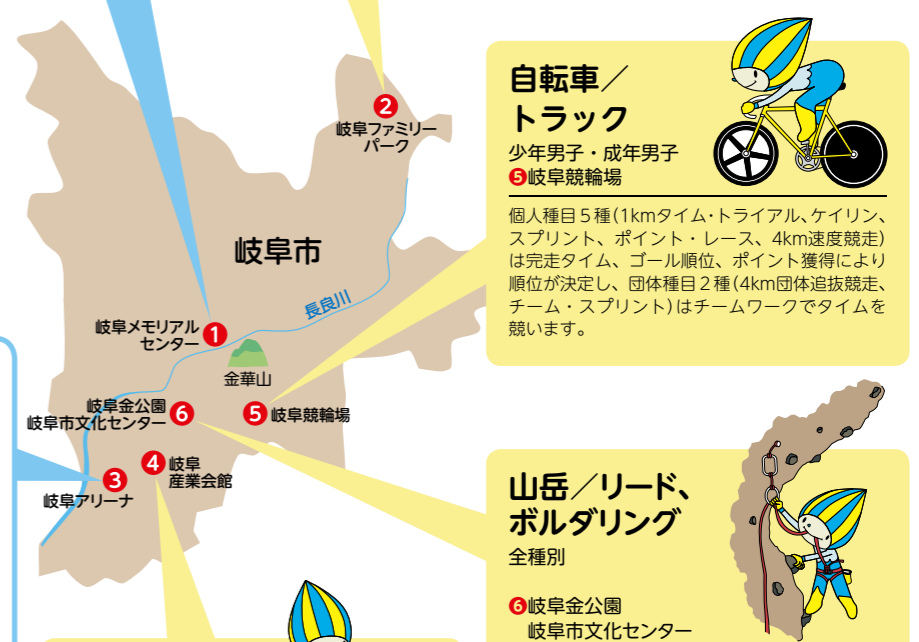 ❷
岐阜ファミリー
パーク
岐阜市
長良川
岐阜メモリアル
センター
❶
金華山
岐阜金公園
岐阜市文化センター
❻
❺岐阜競輪場
❹岐阜
産業会館
❸
岐阜アリーナ
自転車／
トラック
少年男子・成年男子
❺岐阜競輪場
個人種目５種(1kmタイム・トライアル、ケイリン、
スプリント、ポイント・レース、4km速度競走)
は完走タイム、ゴール順位、ポイント獲得により
順位が決定し、団体種目２種(4km団体追抜競走、
チーム・スプリント)はチームワークでタイムを
競います。
山岳／リード、
ボルダリング
全種別
❻岐阜金公園
岐阜市文化センター